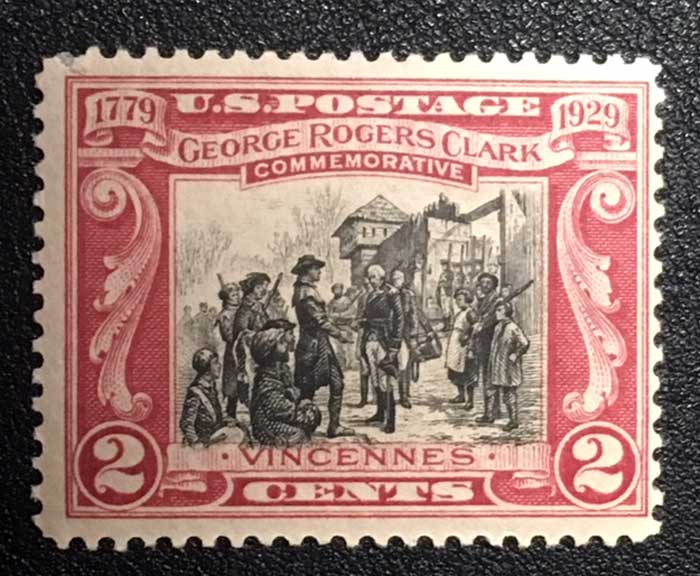 1779 U.S.POSTAGE 1929
GEORGE ROGERS CLARK
COMMEMORATIVE
· VINCENNES ·
2 CENTS 2